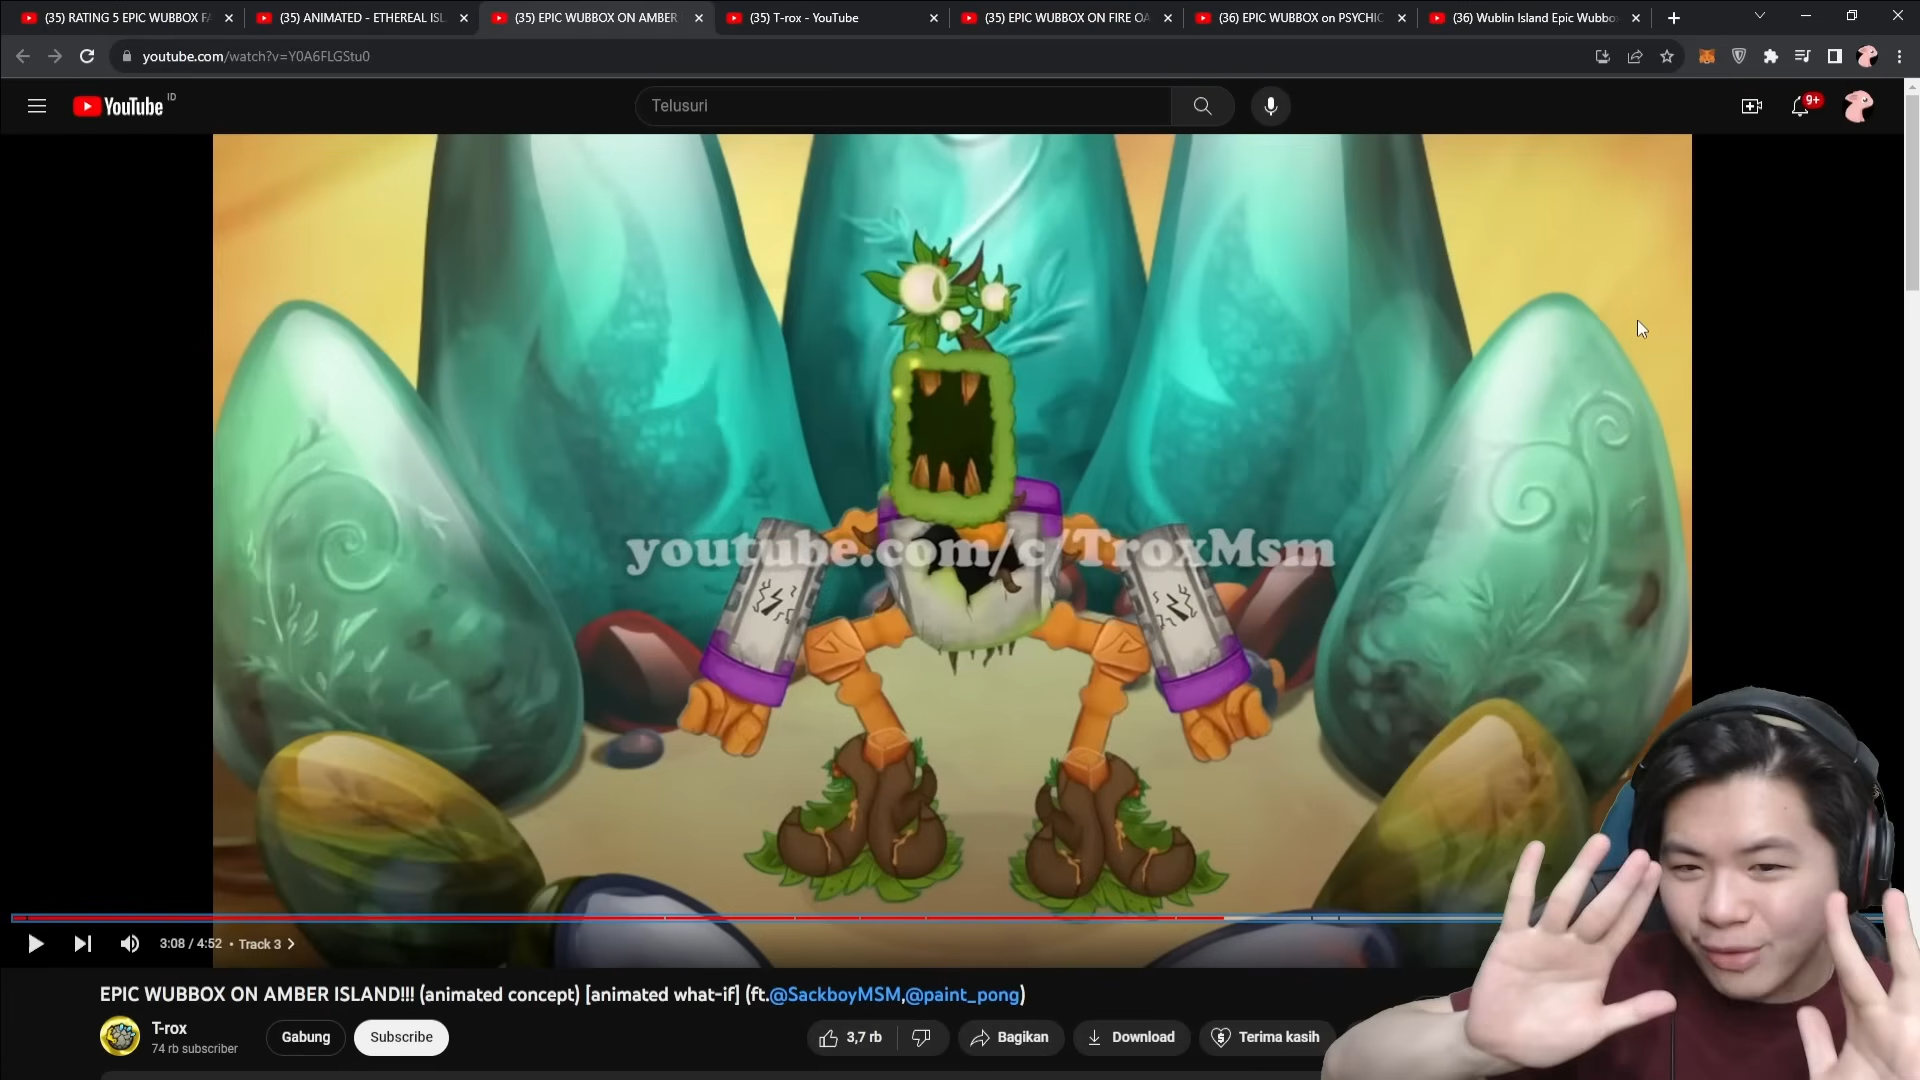 (35) RATING 5 EPIC WUBBOX FA
(35) ANIMATED - ETHEREAL ISL
(35) EPIC WUBBOX ON AMBER
(35) T-rox - YouTube
(35) EPIC WUBBOX ON FIRE OA
(36) EPIC WUBBOX on PSYCHIC
(36) Wublin Island Epic Wubbo
youtube.com/watch?v=Y0A6FLGStu0
YouTube ID
Telusuri
9+
youtube.com/c/TroxMsm
3:08 / 4:52 • Track 3
EPIC WUBBOX ON AMBER ISLAND!!! (animated concept) [animated what-if] (ft.@SackboyMSM,@paint_pong)
T-rox
74 rb subscriber
Gabung
Subscribe
3,7 rb
Bagikan
Download
Terima kasih